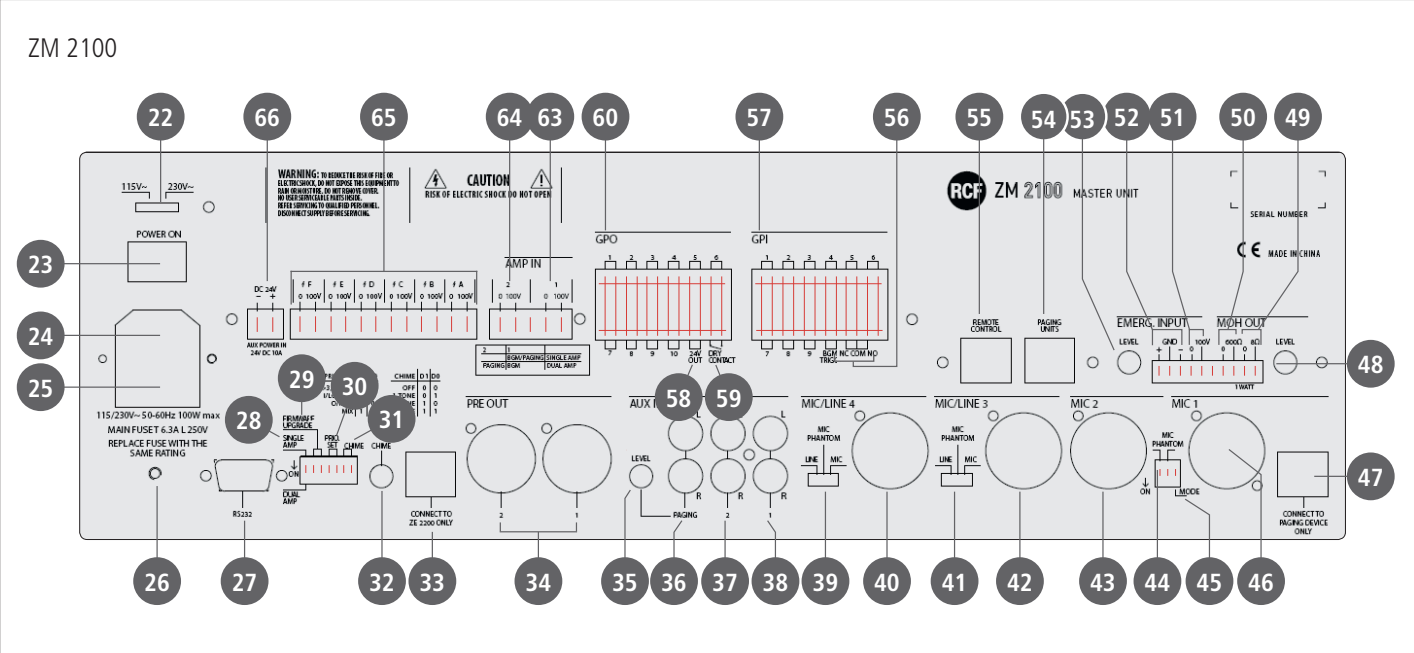 ZM 2100
22 66 65 64 63 60 57 56 55 54 53 52 51 50 49
115V~ 230V~
WARNING: TO REDUCE THE RISK OF FIRE OR
ELECTRIC SHOCK, DO NOT EXPOSE THIS EQUIPMENT TO
RAIN OR MOISTURE. DO NOT REMOVE COVER.
NO USER SERVICEABLE PARTS INSIDE.
REFER SERVICING TO QUALIFIED PERSONNEL.
DISCONNECT SUPPLY BEFORE SERVICING.
CAUTION
RISK OF ELECTRIC SHOCK DO NOT OPEN
RCF ZM 2100 MASTER UNIT
SERIAL NUMBER
CE MADE IN CHINA
POWER ON
23
GPO
1 2 3 4 5 6
7 8 9 10 24V OUT DRY CONTACT
GPI
1 2 3 4 5 6
7 8 9 BGM TRIGG NC COM NO
AMP IN
2 1
0 100V 0 100V
DC 24V
− +
AUX POWER IN
24V DC 10A
F E D C B A
0 100V 0 100V 0 100V 0 100V 0 100V 0 100V
2 1
BGM/PAGING SINGLE AMP
PAGING BGM DUAL AMP
REMOTE
CONTROL
PAGING
UNITS
EMERG. INPUT
LEVEL
+ GND − 0 100V
MOH OUT
0 600Ω 0 8Ω
1 WATT
LEVEL
24
25
48
58 59
115/230V~ 50-60Hz 100W max
MAIN FUSE T 6.3A L 250V
REPLACE FUSE WITH THE
SAME RATING
29 30 31 28
CHIME D1 D0
OFF 0 0
TONE 0 1
TONE 1 0
MIX 1 1
FIRMWARE
UPGRADE
SINGLE
AMP
PRIO.
SET
CHIME
ON
DUAL
AMP
RS232
CHIME
CONNECT TO
ZE 2200 ONLY
PRE OUT
2 1
AUX
LEVEL
L
R R R
PAGING 2 1
MIC/LINE 4
MIC
PHANTOM
LINE MIC
MIC/LINE 3
MIC
PHANTOM
LINE MIC
MIC 2
MIC 1
MIC
PHANTOM
ON
MODE
47
CONNECT TO
PAGING DEVICE
ONLY
26 27 32 33 34 35 36 37 38 39 40 41 42 43 44 45 46